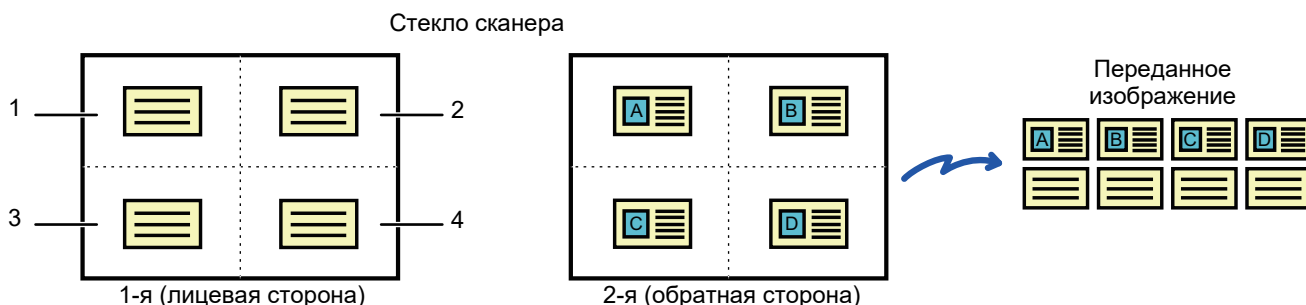 Стекло сканера
Переданное
изображение
1
2
3
4
A
B
C
D
A B C D
1-я (лицевая сторона)
2-я (обратная сторона)